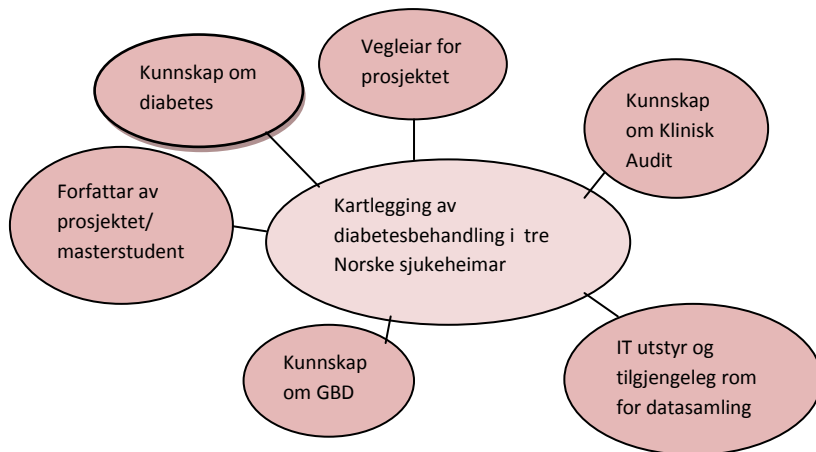 Kunnskap om
diabetes
Vegleiar for
prosjektet
Kunnskap
om Klinisk
Audit
Forfattar av
prosjektet/
masterstudent
Kartlegging av
diabetesbehandling i tre
Norske sjukeheimar
Kunnskap
om GBD
IT utstyr og
tilgjengeleg rom
for datasamling